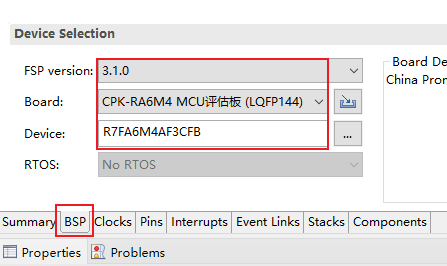 Device Selection
FSP version: 3.1.0
Board: CPK-RA6M4 MCU评估板 (LQFP144)
Device: R7FA6M4AF3CFB ...
RTOS: No RTOS
Board De
China Pron
Summary BSP Clocks Pins Interrupts Event Links Stacks Components
Properties Problems